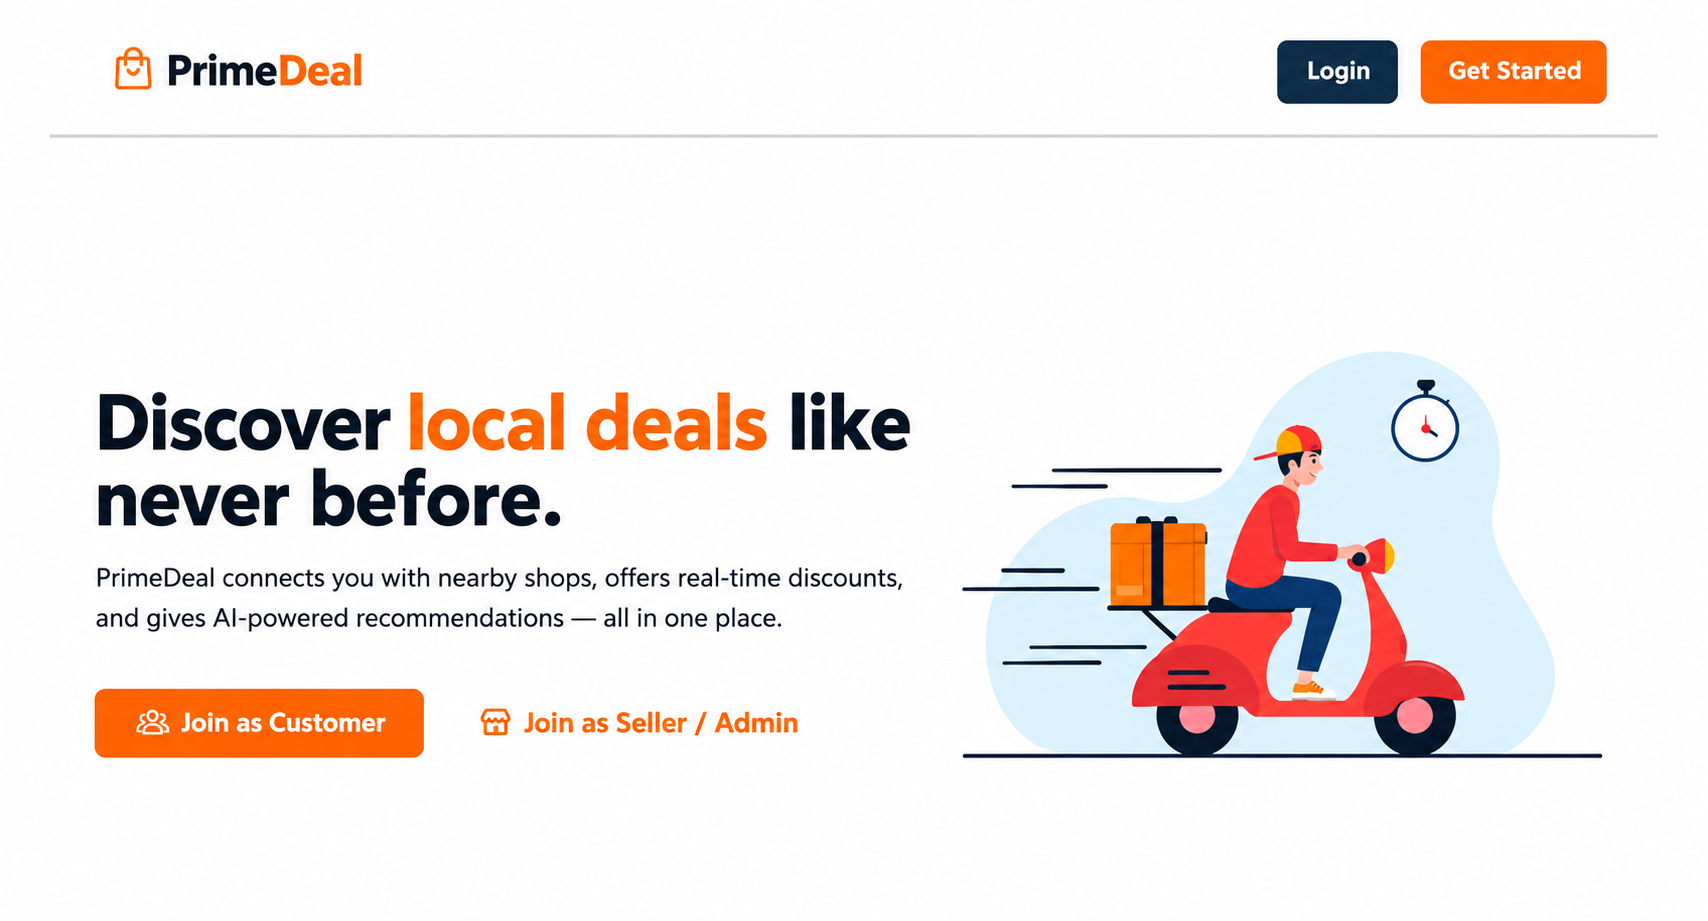 PrimeDeal
Login
Get Started
Discover local deals like
never before.
PrimeDeal connects you with nearby shops, offers real-time discounts,
and gives AI-powered recommendations — all in one place.
Join as Customer
Join as Seller / Admin